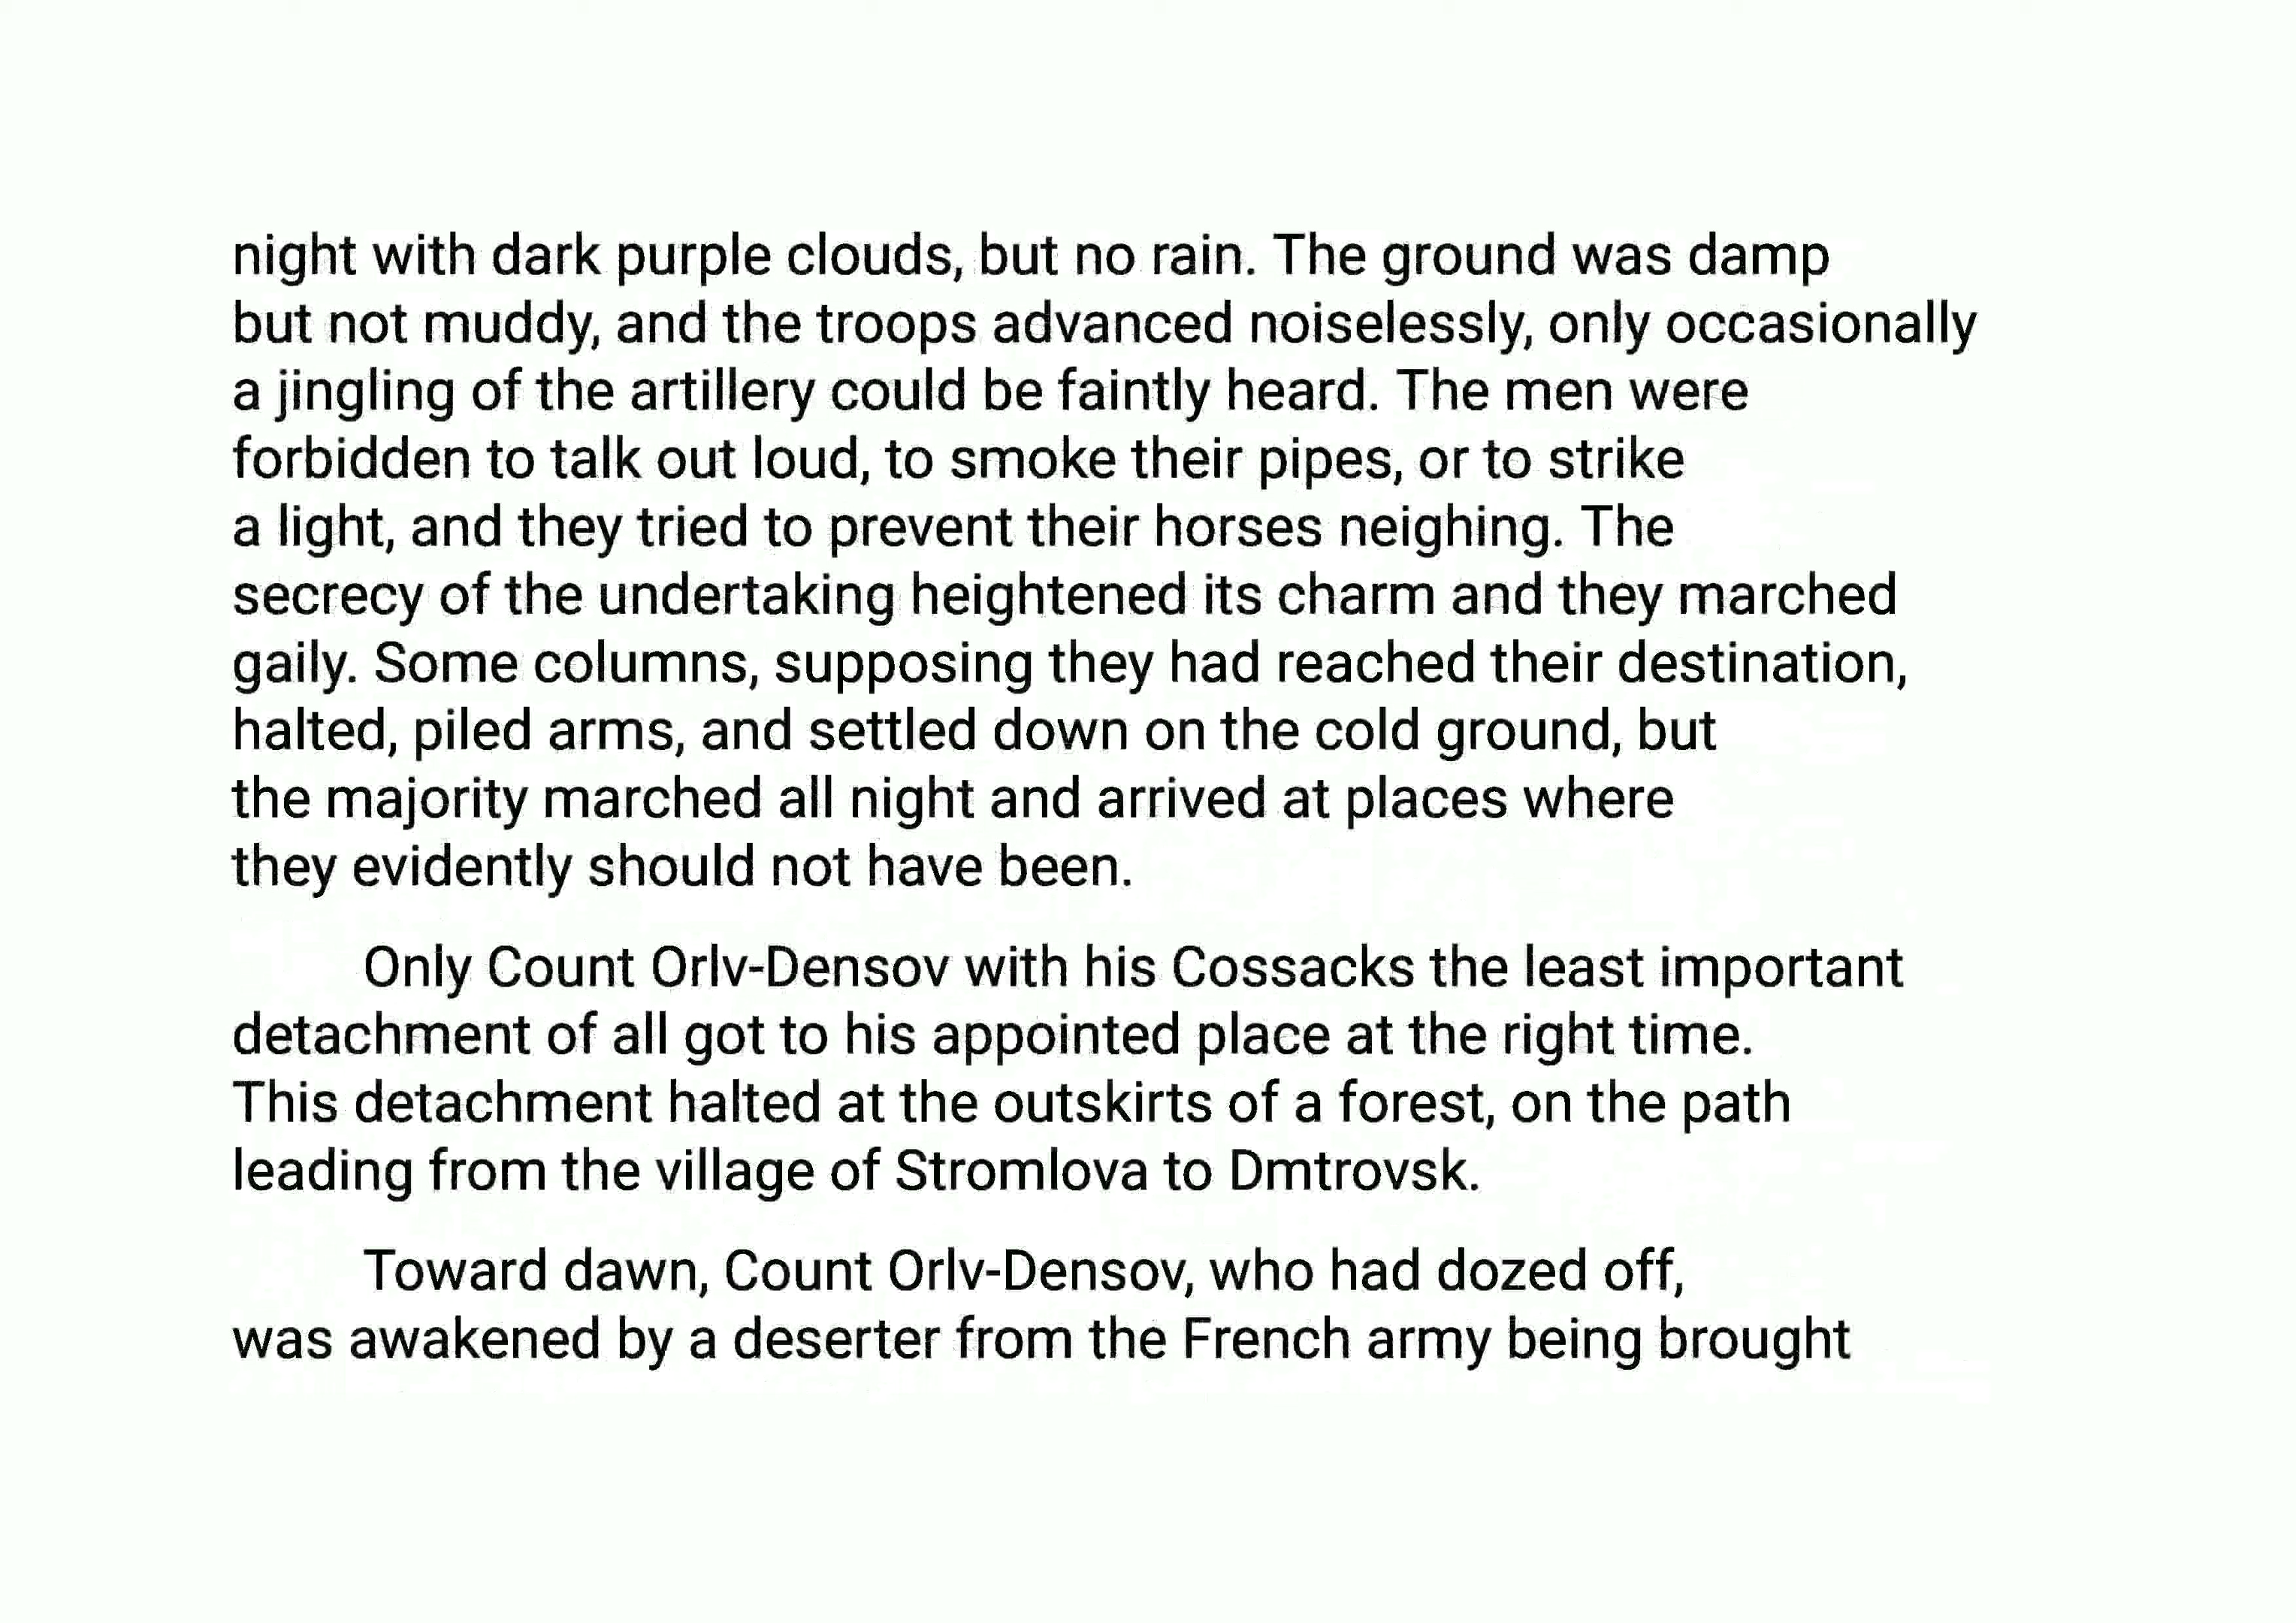 night with dark purple clouds, but no rain. The ground was damp
but not muddy, and the troops advanced noiselessly, only occasionally
a jingling of the artillery could be faintly heard. The men were
forbidden to talk out loud, to smoke their pipes, or to strike
a light, and they tried to prevent their horses neighing. The
secrecy of the undertaking heightened its charm and they marched
gaily. Some columns, supposing they had reached their destination,
halted, piled arms, and settled down on the cold ground, but
the majority marched all night and arrived at places where
they evidently should not have been.
Only Count Orlv-Densov with his Cossacks the least important
detachment of all got to his appointed place at the right time.
This detachment halted at the outskirts of a forest, on the path
leading from the village of Stromlova to Dmtrovsk.
Toward dawn, Count Orlv-Densov, who had dozed off,
was awakened by a deserter from the French army being brought